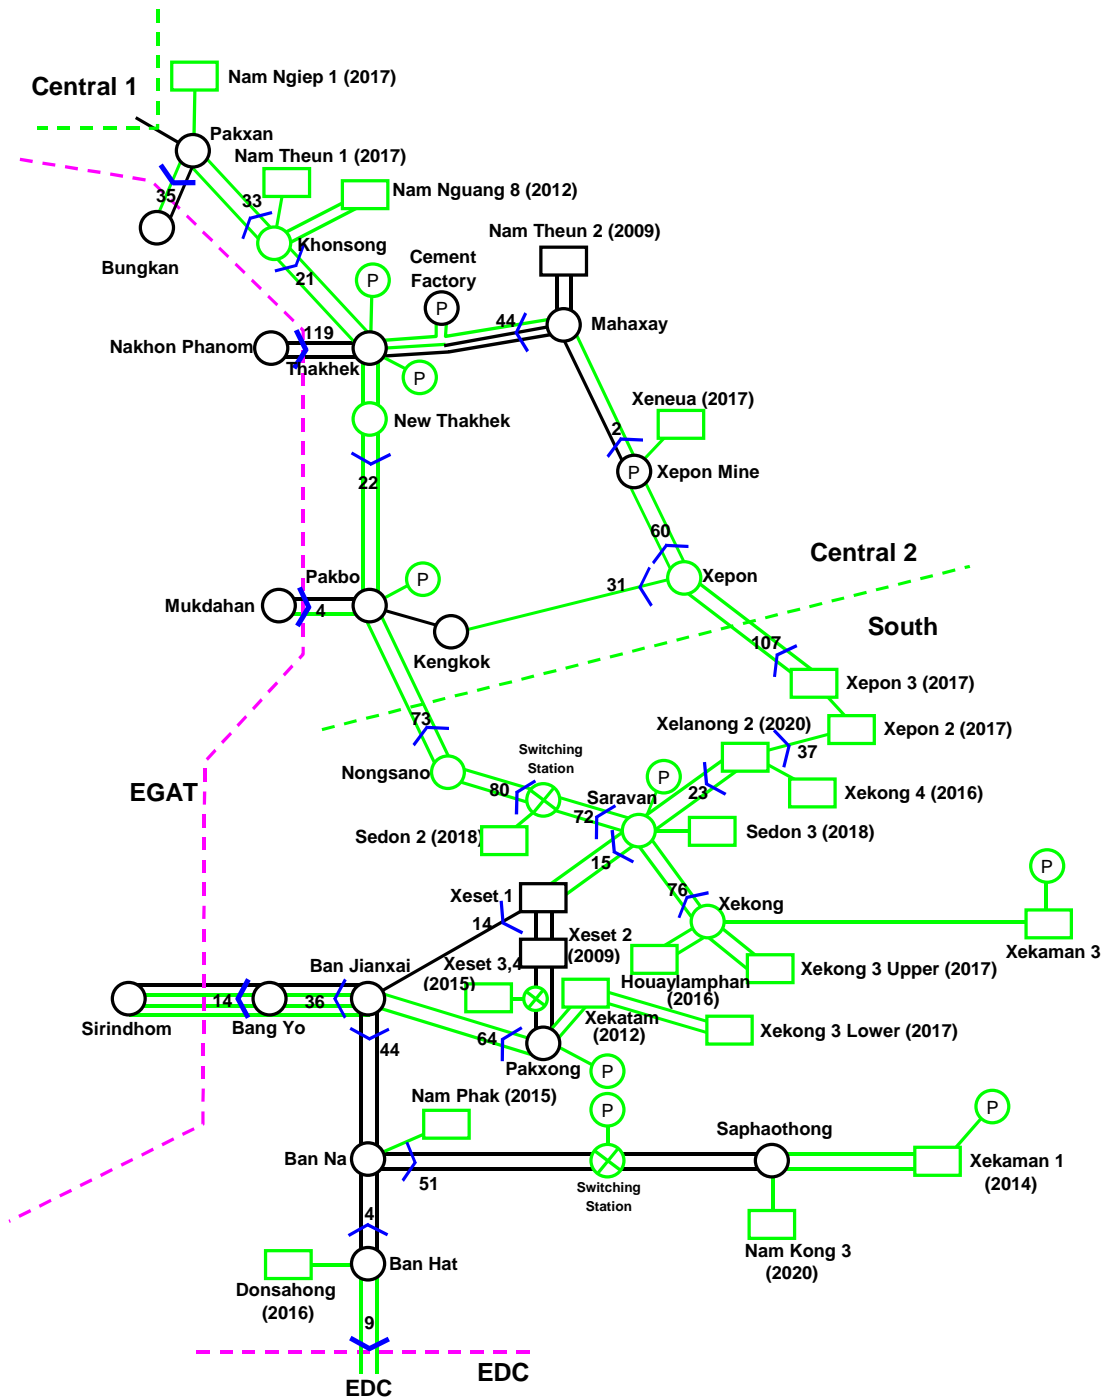 Central 1
Nam Ngiep 1 (2017)
Pakxan
Nam Theun 1 (2017)
Nam Nguang 8 (2012)
35
33
Bungkan
Khonsong
21
Nam Theun 2 (2009)
Cement
Factory
P
P
44
Mahaxay
119
Nakhon Phanom
Thakhek
P
New Thakhek
Xeneua (2017)
2
P
Xepon Mine
22
60
Central 2
Pakbo
P
31
Xepon
Mukdahan
4
South
Kengkok
107
Xepon 3 (2017)
73
Xelanong 2 (2020)
Xepon 2 (2017)
37
Switching
Station
Nongsano
P
EGAT
80
Saravan
23
Xekong 4 (2016)
72
Sedon 2 (2018)
Sedon 3 (2018)
15
P
Xeset 1
76
Xekong
14
Xeset 2
(2009)
Xekaman 3
Ban Jianxai
Xeset 3,4
(2015)
Houaylamphan
(2016)
Xekong 3 Upper (2017)
14
36
Sirindhom
Bang Yo
Xekatam
(2012)
Xekong 3 Lower (2017)
44
64
Pakxong
P
Nam Phak (2015)
P
P
Saphaothong
Ban Na
51
Switching
Station
Xekaman 1
(2014)
4
Nam Kong 3
(2020)
Ban Hat
Donsahong
(2016)
9
EDC
EDC